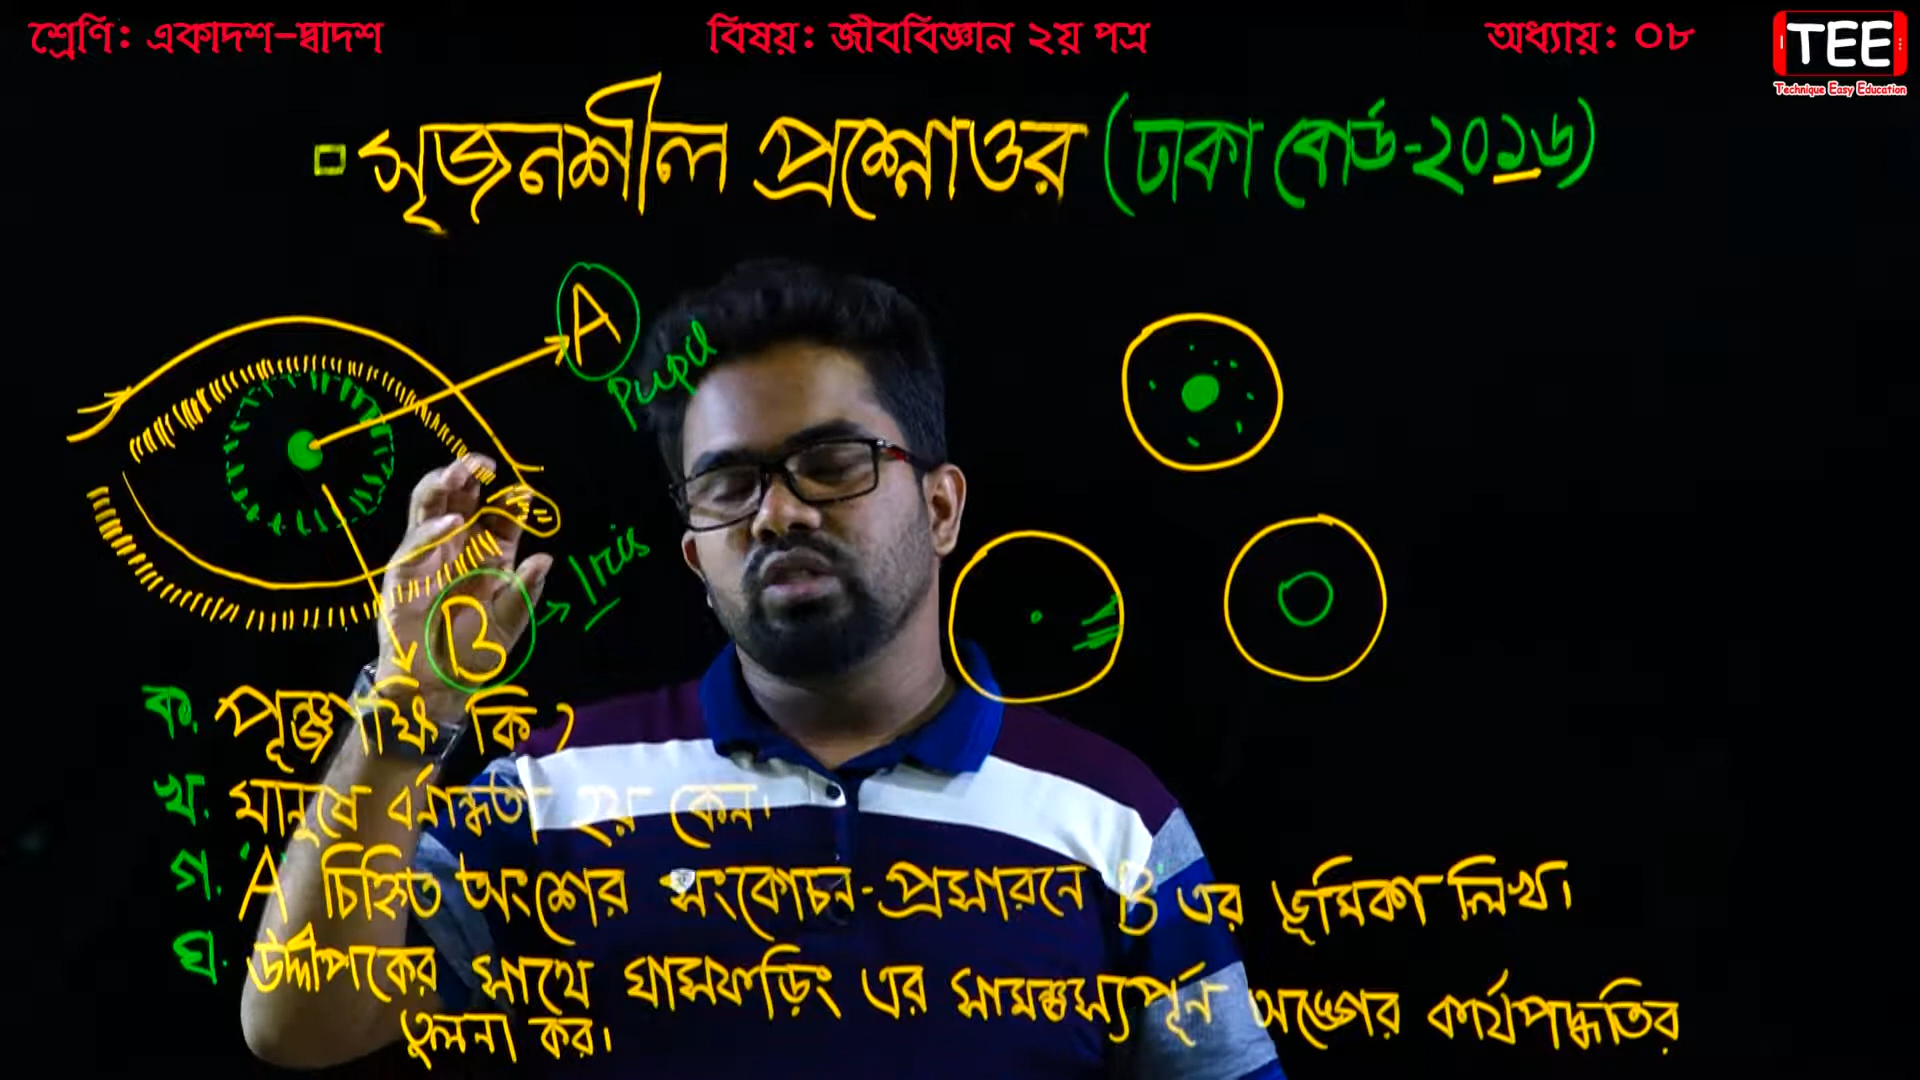 শ্রেণি: একাদশ-দ্বাদশ
বিষয়: জীববিজ্ঞান ২য় পত্র
অধ্যায়: ০৮
TEE
Technique Easy Education
সৃজনশীল প্রশ্নোওর (ঢাকা বোর্ড-২০১৬)
A
Pupil
B
Iris
ক. পূঞ্জাক্ষি কি?
খ. মানুষে বর্ণান্ধতা হয় কেন।
গ. A চিহ্নিত অংশের সংকোচন-প্রসারনে B এর ভূমিকা লিখ।
ঘ. উদ্দীপকের সাথে ঘাসফড়িং এর সামঞ্জস্যপূর্ন অঙ্গের কার্যপদ্ধতির
তুলনা কর।